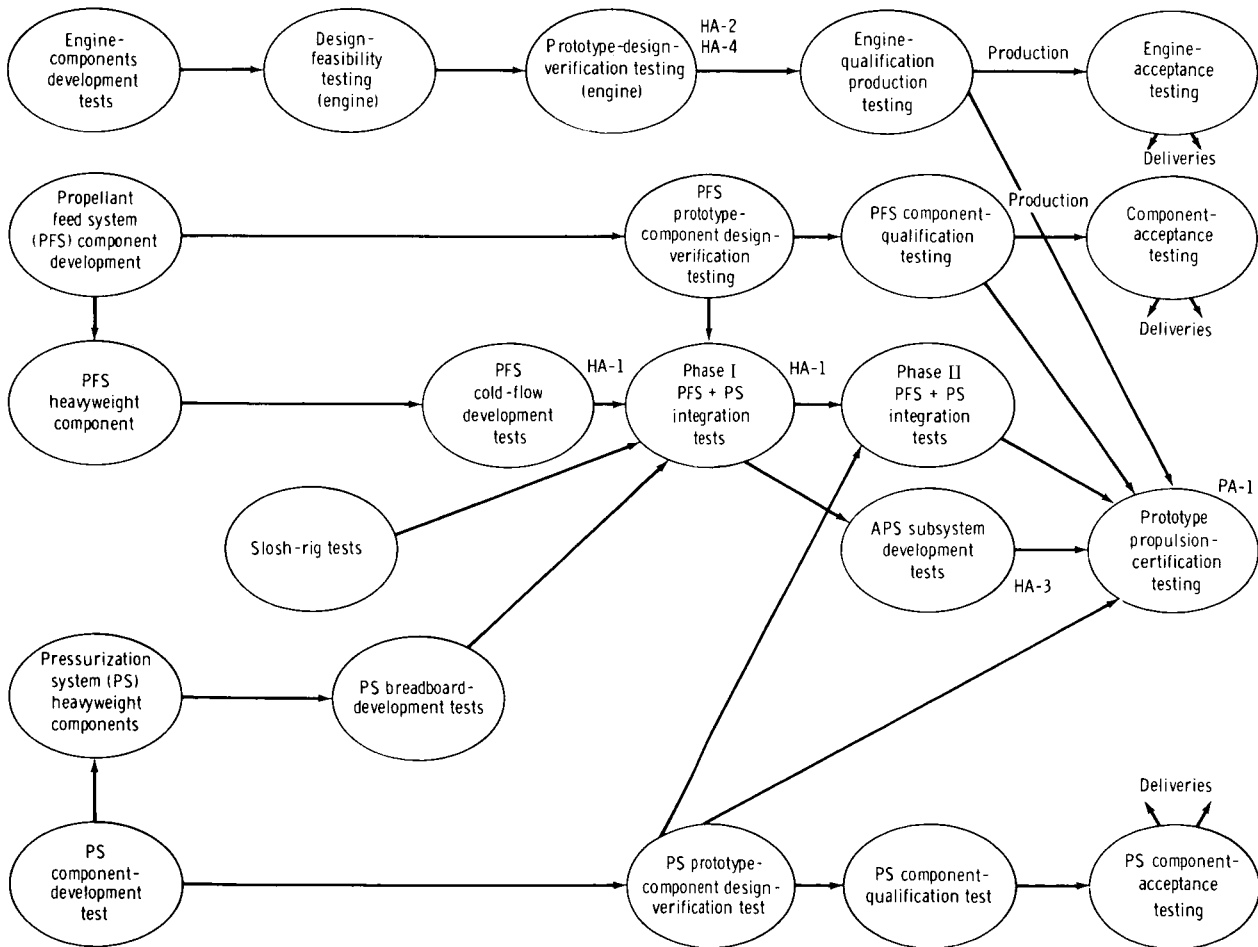 Engine-
components
development
tests
Design-
feasibility
testing
(engine)
Prototype-design-
verification testing
(engine)
HA-2
HA-4
Engine-
qualification
production
testing
Production
Engine-
acceptance
testing
Deliveries
Propellant
feed system
(PFS) component
development
PFS
prototype-
component design-
verification
testing
PFS component-
qualification
testing
Production
Component-
acceptance
testing
Deliveries
PFS
heavyweight
component
PFS
cold-flow
development
tests
HA-1
Phase I
PFS + PS
integration
tests
HA-1
Phase II
PFS + PS
integration
tests
Slosh-rig tests
APS subsystem
development
tests
HA-3
PA-1
Prototype
propulsion-
certification
testing
Pressurization
system (PS)
heavyweight
components
PS breadboard-
development tests
PS
component-
development
test
PS prototype-
component design-
verification test
PS component-
qualification test
Deliveries
PS component-
acceptance
testing